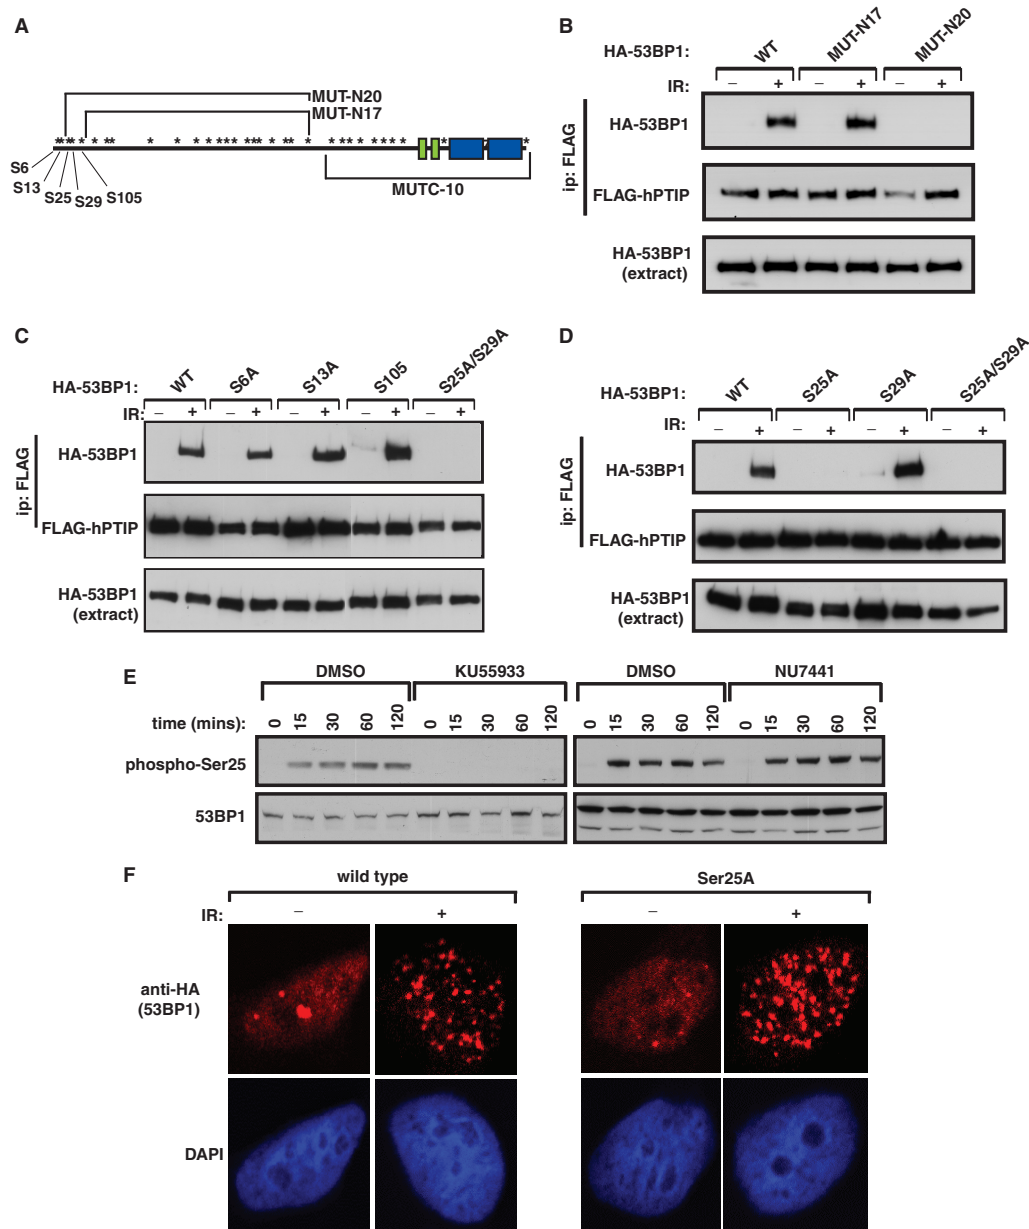 A
MUT-N20
MUT-N17
S6
S13
S25
S29
S105
MUTC-10
B
HA-53BP1: WT MUT-N17 MUT-N20
IR: – + – + – +
ip: FLAG
HA-53BP1
FLAG-hPTIP
HA-53BP1
(extract)
C
HA-53BP1: WT S6A S13A S105 S25A/S29A
IR: – + – + – + – + – +
ip: FLAG
HA-53BP1
FLAG-hPTIP
HA-53BP1
(extract)
D
HA-53BP1: WT S25A S29A S25A/S29A
IR: – + – + – + – +
ip: FLAG
HA-53BP1
FLAG-hPTIP
HA-53BP1
(extract)
E
DMSO KU55933 DMSO NU7441
time (mins): 0 15 30 60 120 0 15 30 60 120 0 15 30 60 120 0 15 30 60 120
phospho-Ser25
53BP1
F
wild type Ser25A
IR: – + – +
anti-HA
(53BP1)
DAPI